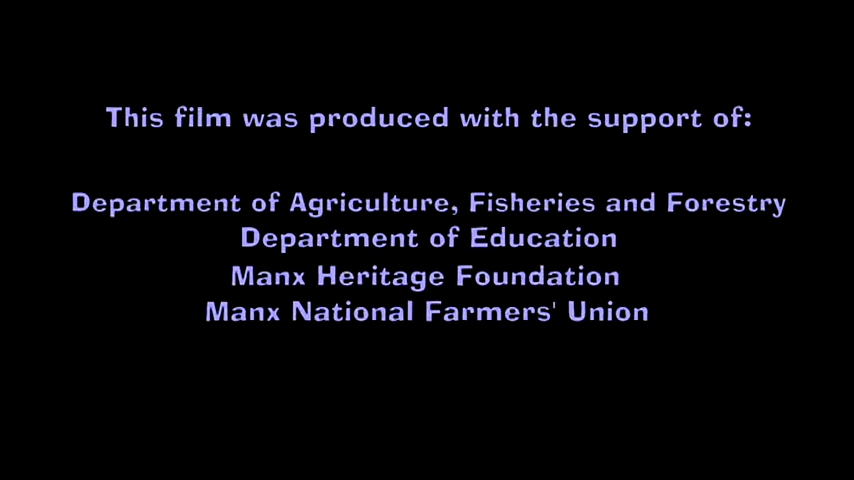 This film was produced with the support of:
Department of Agriculture, Fisheries and Forestry
Department of Education
Manx Heritage Foundation
Manx National Farmers' Union